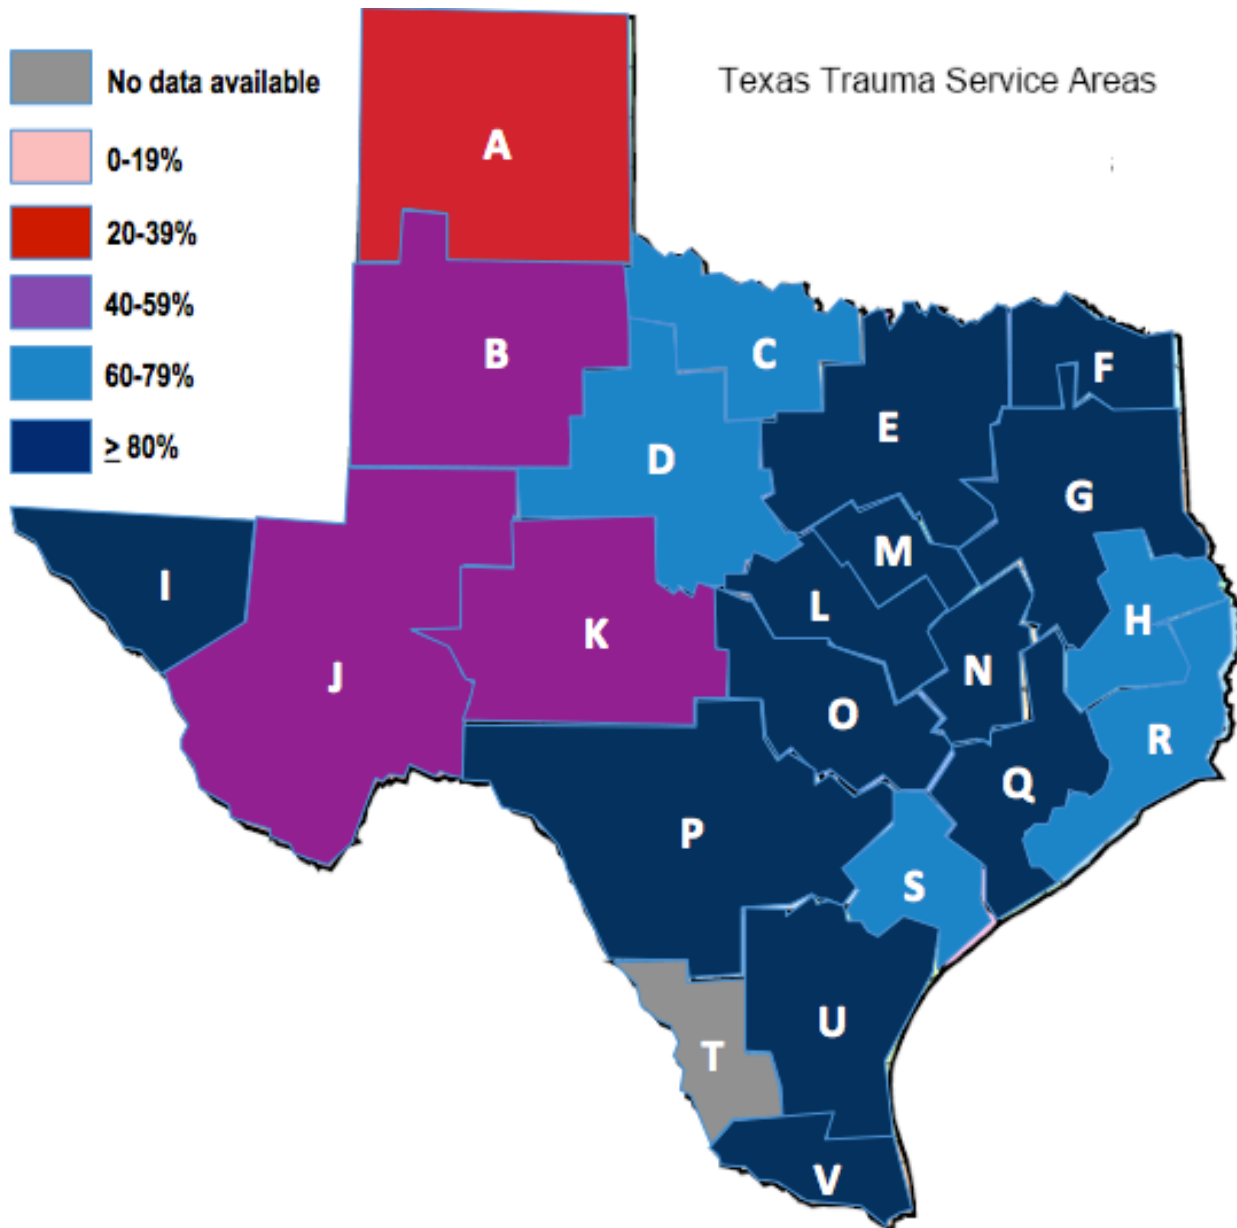 Texas Trauma Service Areas
No data available
0-19%
20-39%
40-59%
60-79%
≥ 80%
A
B
C
D
E
F
G
H
I
J
K
L
M
N
O
P
Q
R
S
T
U
V